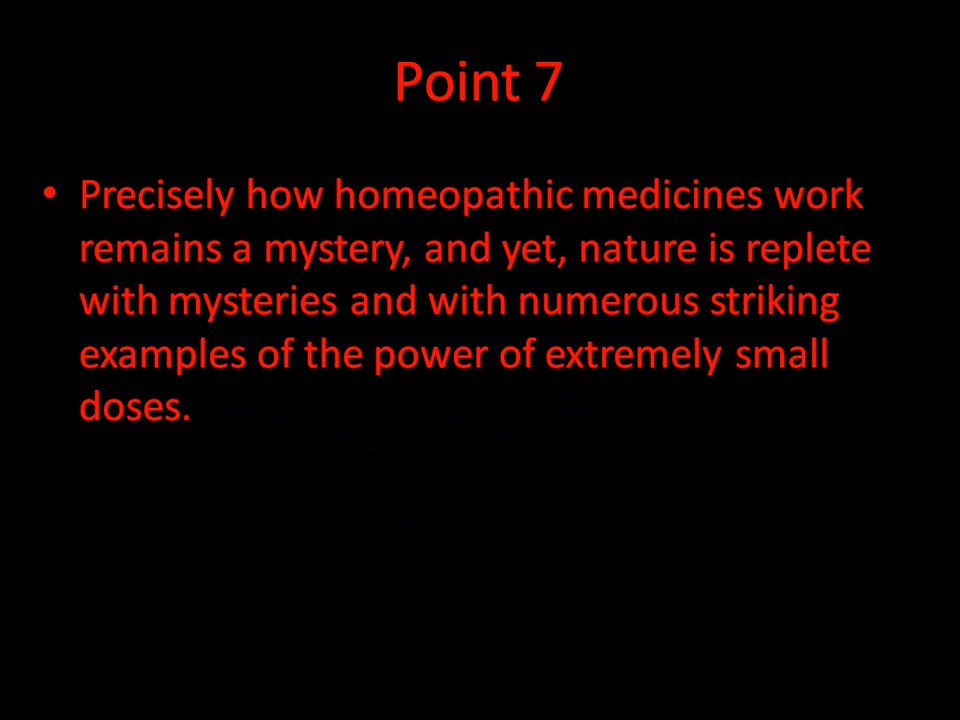 Point 7
• Precisely how homeopathic medicines work
remains a mystery, and yet, nature is replete
with mysteries and with numerous striking
examples of the power of extremely small
doses.